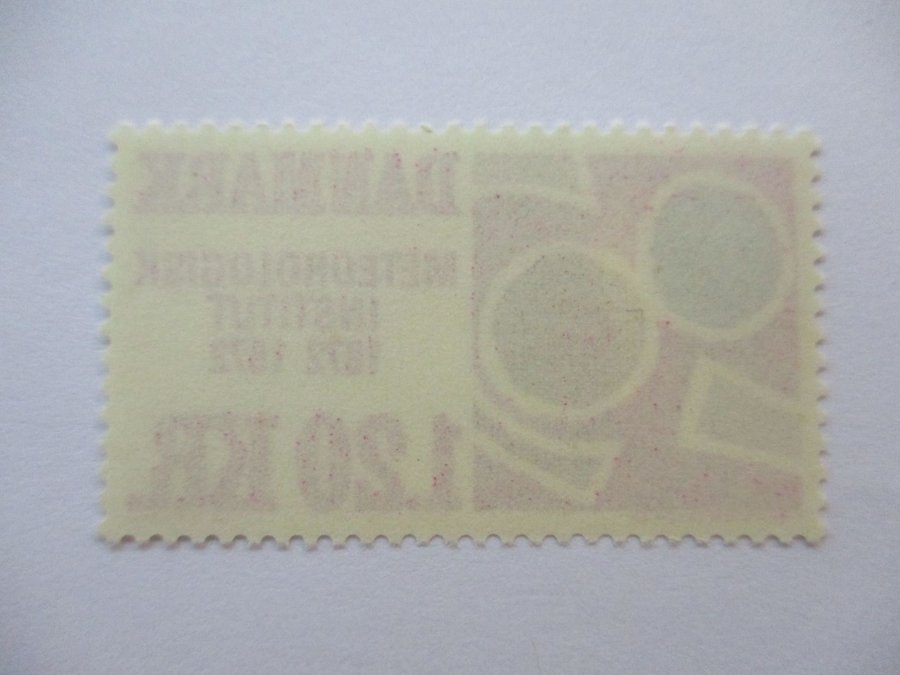 DANMARK
METEOROLOGISK
INSTITUT
1872 1972
1.20 KR.